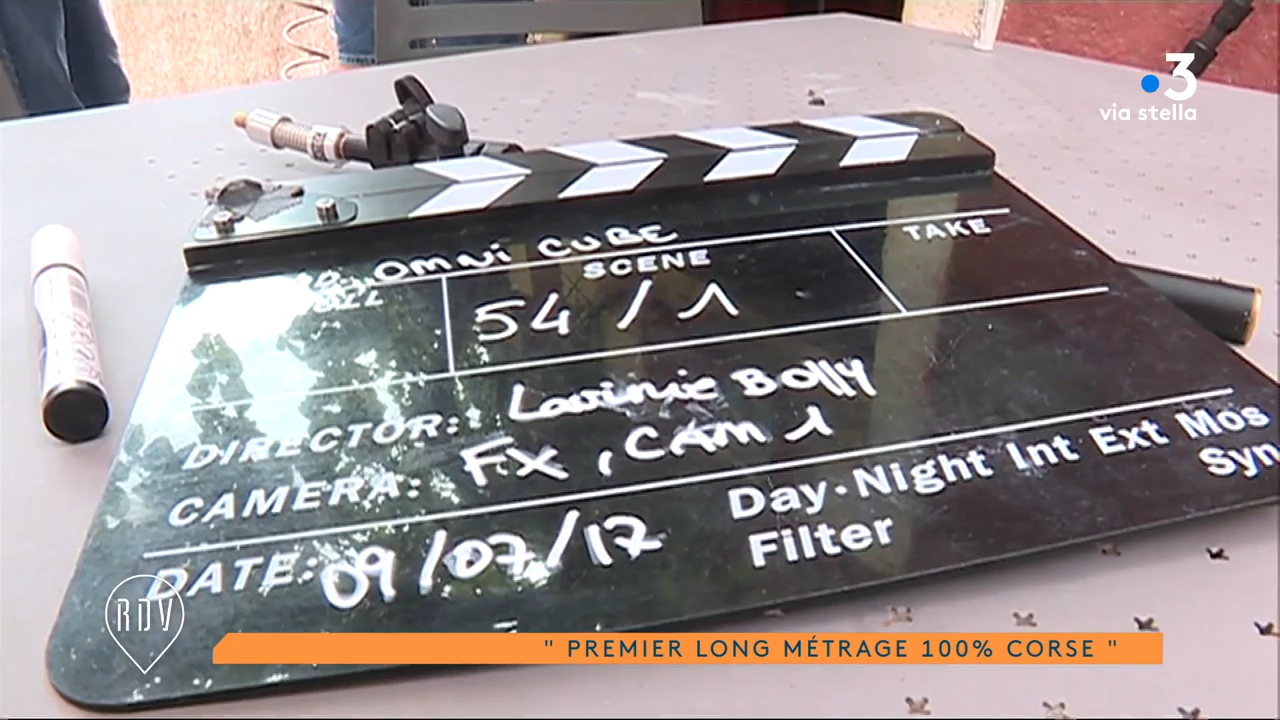 3
via stella
OMNI CUBE
SCENE
TAKE
54 / 1
DIRECTOR: Lavinie Bolly
CAMERA: FX, CAM 1
DATE: 09/07/17
Day·Night Int Ext Mos
Filter
Syn
RDV
" PREMIER LONG MÉTRAGE 100% CORSE "